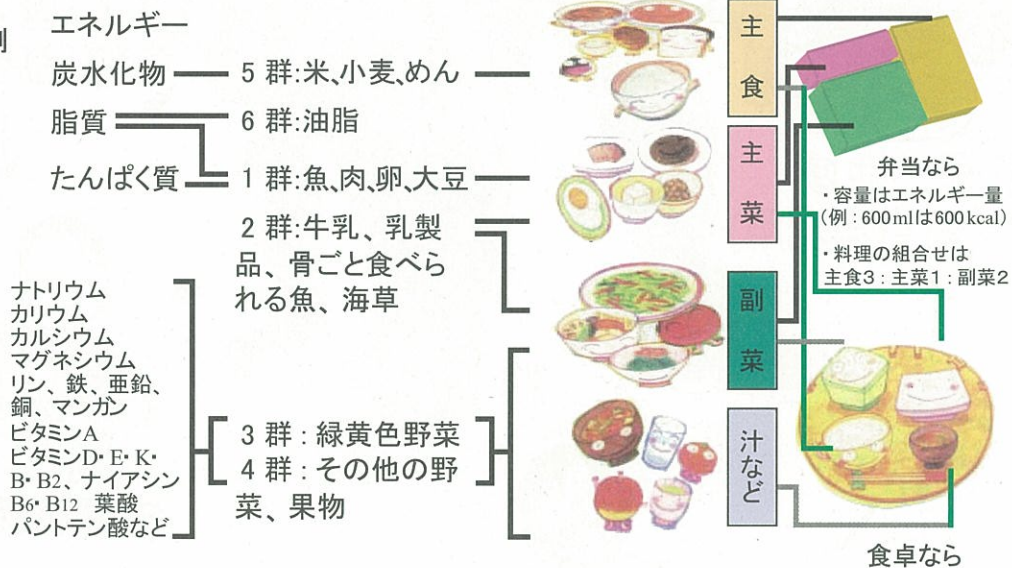 エネルギー
炭水化物
脂質
たんぱく質
ナトリウム
カリウム
カルシウム
マグネシウム
リン、鉄、亜鉛、
銅、マンガン
ビタミンA
ビタミンD・E・K・
B・B2、ナイアシン
B6・B12 葉酸
パントテン酸など
5群:米、小麦、めん
6群:油脂
1群:魚、肉、卵、大豆
2群:牛乳、乳製
品、骨ごと食べら
れる魚、海草
3群:緑黄色野菜
4群:その他の野
菜、果物
主食
主菜
副菜
汁など
弁当なら
・容量はエネルギー量
(例:600mlは600kcal)
・料理の組合せは
主食3:主菜1:副菜2
食卓なら